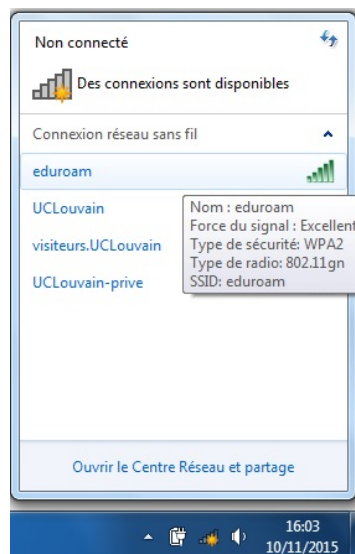 Non connecté
Des connexions sont disponibles
Connexion réseau sans fil
eduroam
UCLouvain
visiteurs.UCLouvain
UCLouvain-prive
Nom : eduroam
Force du signal : Excellent
Type de sécurité: WPA2
Type de radio: 802.11gn
SSID: eduroam
Ouvrir le Centre Réseau et partage
16:03
10/11/2015